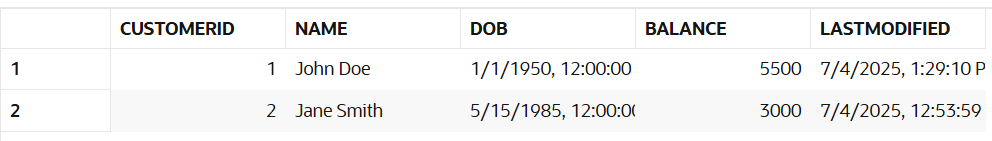 CUSTOMERID NAME DOB BALANCE LASTMODIFIED
1 1 John Doe 1/1/1950, 12:00:00 5500 7/4/2025, 1:29:10 P
2 2 Jane Smith 5/15/1985, 12:00:00 3000 7/4/2025, 12:53:59